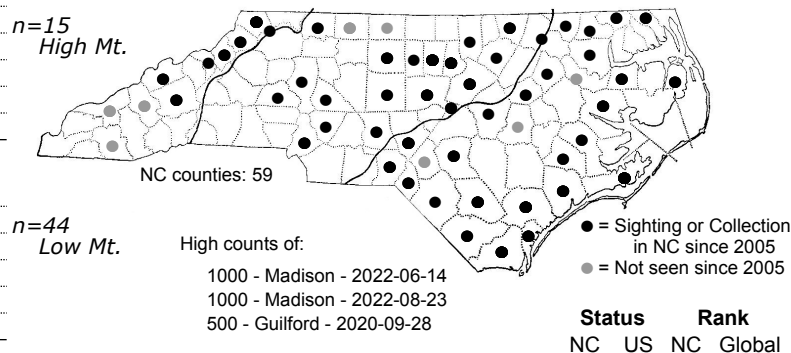 n=15
High Mt.
NC counties: 59
n=44
Low Mt.
High counts of:
1000 - Madison - 2022-06-14
1000 - Madison - 2022-08-23
500 - Guilford - 2020-09-28
= Sighting or Collection
in NC since 2005
= Not seen since 2005
Status Rank
NC US NC Global